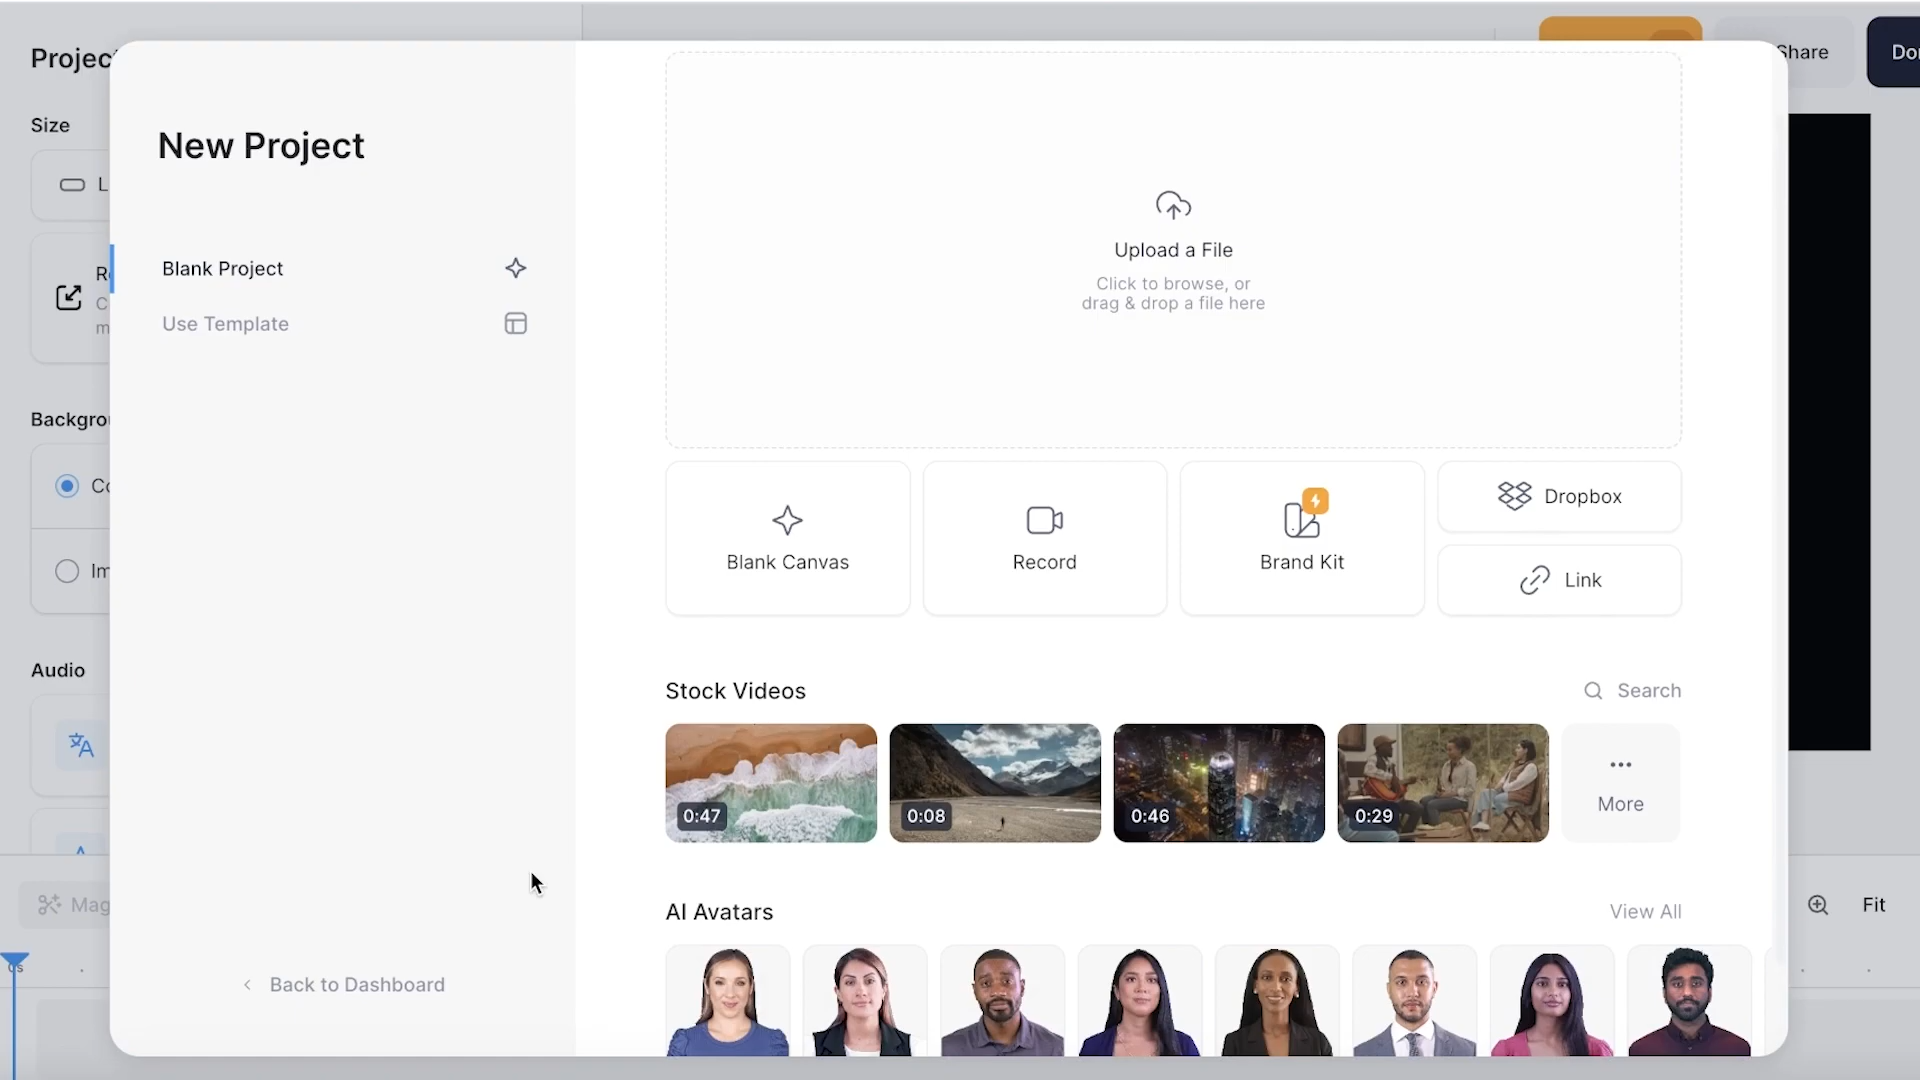 Project
Share
Size
New Project
Blank Project
Use Template
Upload a File
Click to browse, or
drag & drop a file here
Blank Canvas
Record
Brand Kit
Dropbox
Link
Audio
Stock Videos
Search
0:47
0:08
0:46
0:29
More
AI Avatars
View All
Fit
Back to Dashboard